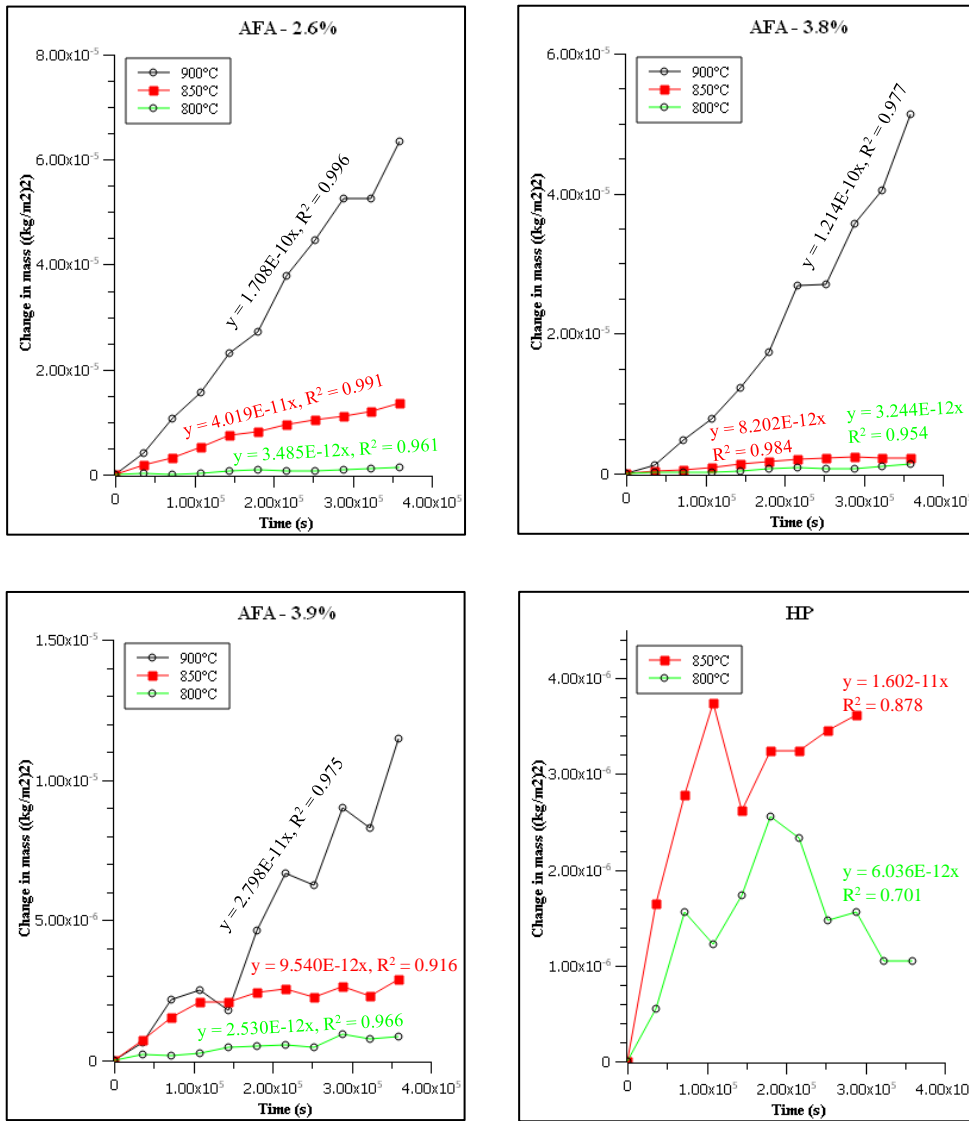 AFA - 2.6%
8.00x10⁻⁵
6.00x10⁻⁵
4.00x10⁻⁵
2.00x10⁻⁵
0
Change in mass ((kg/m2)2)
900°C
850°C
800°C
y = 1.708E-10x, R² = 0.996
y = 4.019E-11x, R² = 0.991
y = 3.485E-12x, R² = 0.961
0 1.00x10⁵ 2.00x10⁵ 3.00x10⁵ 4.00x10⁵
Time (s)
AFA - 3.8%
6.00x10⁻⁵
4.00x10⁻⁵
2.00x10⁻⁵
0
Change in mass ((kg/m2)2)
900°C
850°C
800°C
y = 1.214E-10x, R² = 0.977
y = 8.202E-12x
R² = 0.984
y = 3.244E-12x
R² = 0.954
0 1.00x10⁵ 2.00x10⁵ 3.00x10⁵ 4.00x10⁵
Time (s)
AFA - 3.9%
1.50x10⁻⁵
1.00x10⁻⁵
5.00x10⁻⁶
0
Change in mass ((kg/m2)2)
900°C
850°C
800°C
y = 2.798E-11x, R² = 0.975
y = 9.540E-12x, R² = 0.916
y = 2.530E-12x, R² = 0.966
0 1.00x10⁵ 2.00x10⁵ 3.00x10⁵ 4.00x10⁵
Time (s)
HP
4.00x10⁻⁶
3.00x10⁻⁶
2.00x10⁻⁶
1.00x10⁻⁶
0
Change in mass ((kg/m2)2)
850°C
800°C
y = 1.602-11x
R² = 0.878
y = 6.036E-12x
R² = 0.701
0 1.00x10⁵ 2.00x10⁵ 3.00x10⁵ 4.00x10⁵
Time (s)